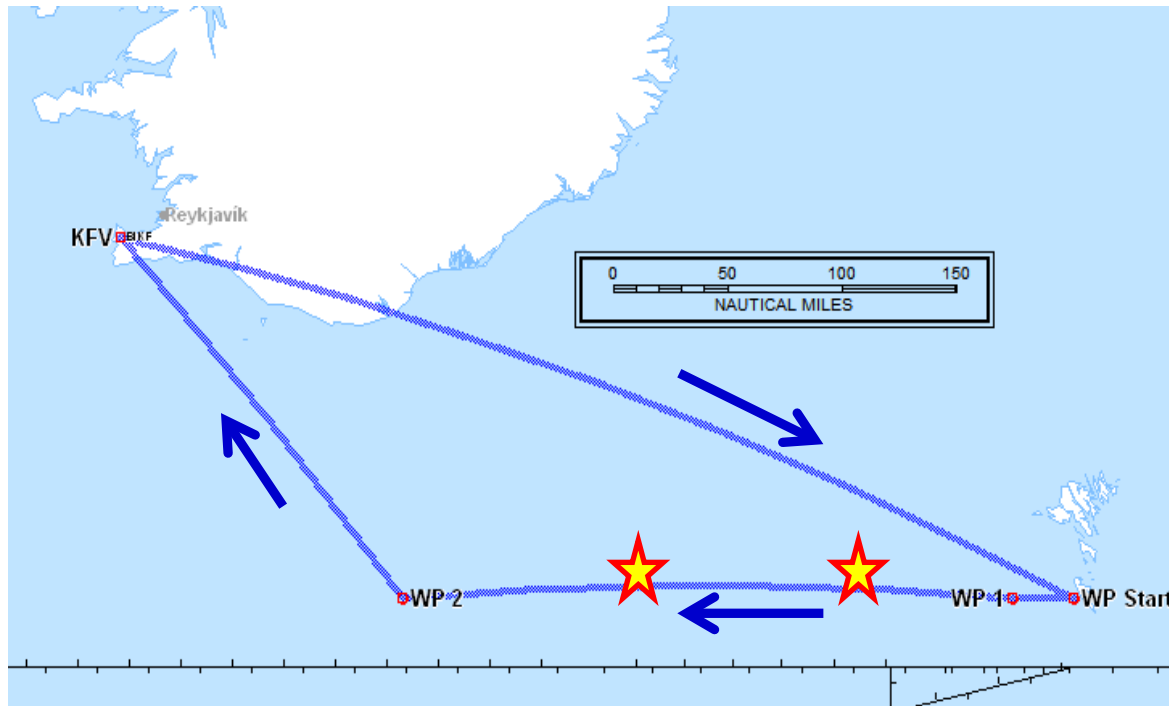 Reykjavík
KFV BIKF
0 50 100 150
NAUTICAL MILES
WP 2
WP 1
WP Start